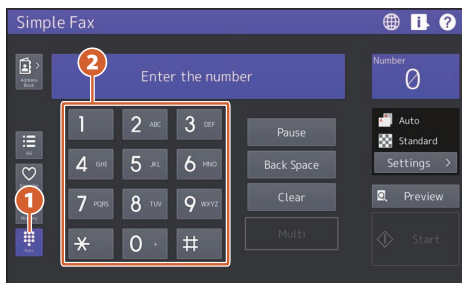 Simple Fax
i
?
Address
Book
2
Enter the number
Number
0
All
1
1
2 ABC
3 DEF
4 GHI
5 JKL
6 MNO
7 PQRS
8 TUV
9 WXYZ
*
0 +
#
Pause
Back Space
Clear
Multi
Auto
Standard
Settings >
Preview
Start